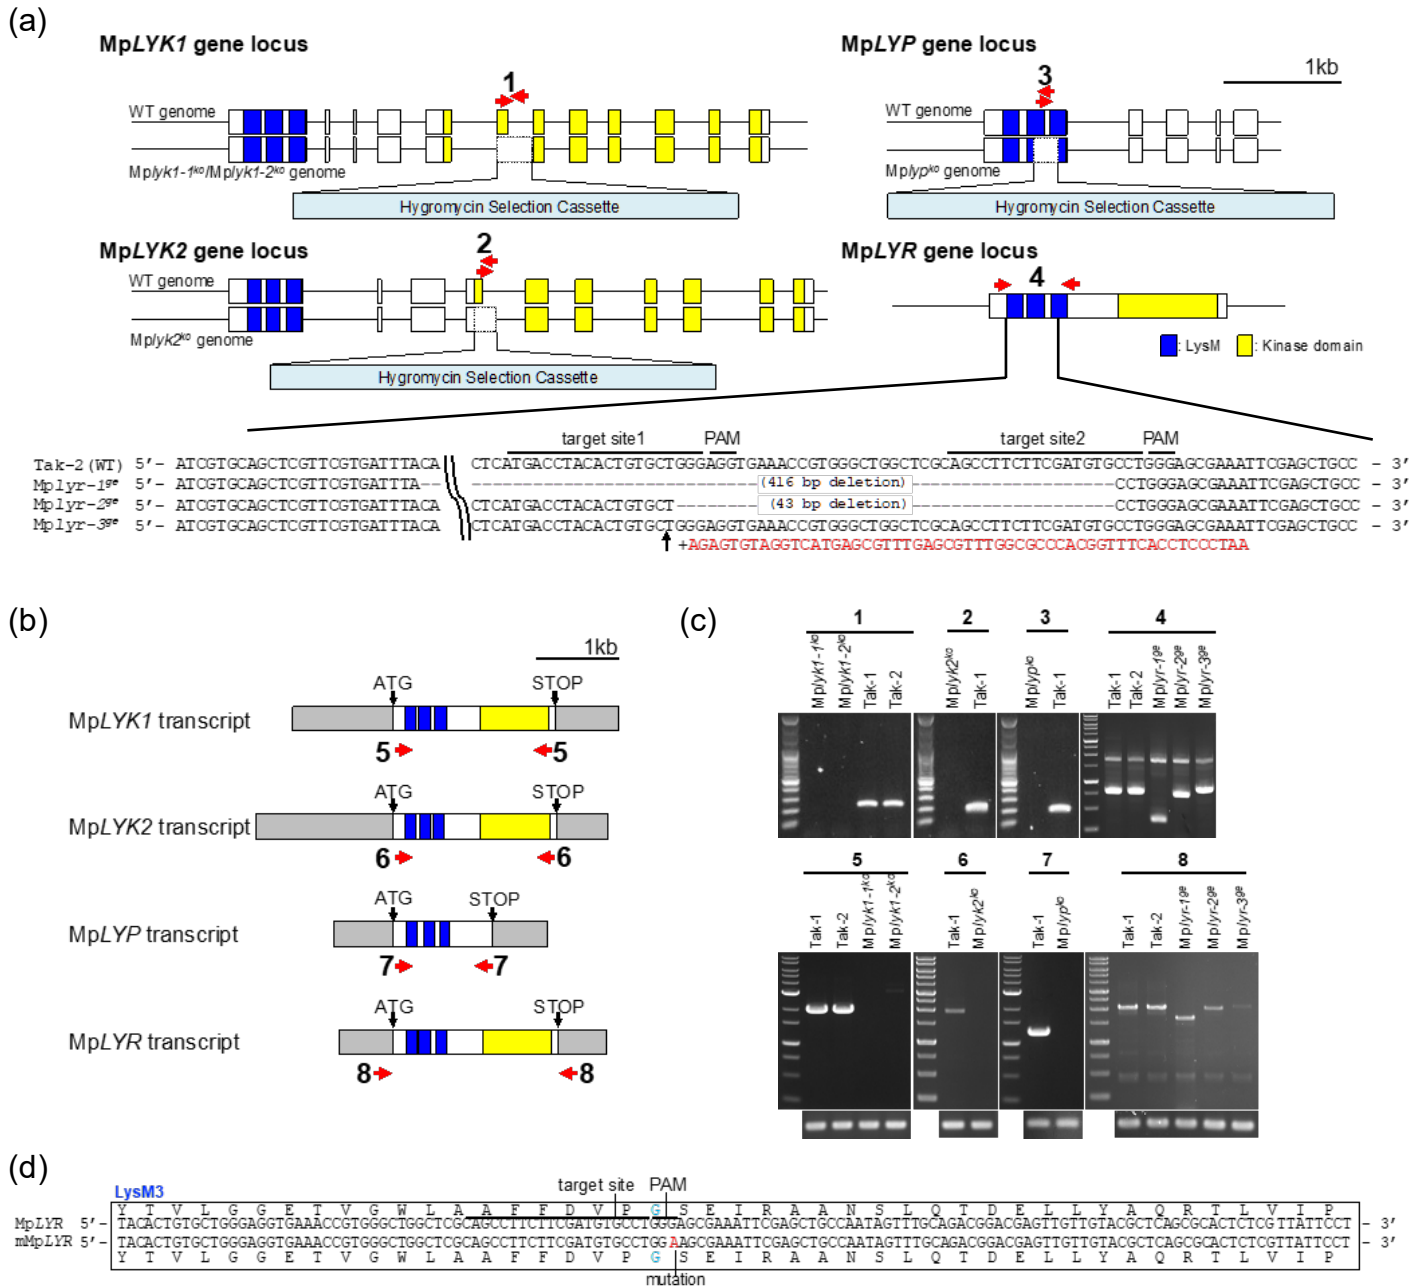 (a)
MpLYK1 gene locus
MpLYP gene locus
1kb
1
3
WT genome
WT genome
Mplyk1-1ko/Mplyk1-2ko genome
Mplypko genome
Hygromycin Selection Cassette
Hygromycin Selection Cassette
MpLYK2 gene locus
MpLYR gene locus
2
4
WT genome
Mplyk2ko genome
: LysM : Kinase domain
Hygromycin Selection Cassette
target site1 PAM target site2 PAM
Tak-2(WT) 5’- ATCGTGCAGCTCGTTCGTGATTTACA CTCATGACCTACACTGTGCTGGGAGGTGAAACCGTGGGCTGGCTCGCAGCCTTCTTCGATGTGCCTGGGAGCGAAATTCGAGCTGCC - 3’
Mplyr-1ge 5’- ATCGTGCAGCTCGTTCGTGATTTA-- (416 bp deletion) CCTGGGAGCGAAATTCGAGCTGCC - 3’
Mplyr-2ge 5’- ATCGTGCAGCTCGTTCGTGATTTACA CTCATGACCTACACTGTGCT (43 bp deletion) CCTGGGAGCGAAATTCGAGCTGCC - 3’
Mplyr-3ge 5’- ATCGTGCAGCTCGTTCGTGATTTACA CTCATGACCTACACTGTGCTGGGAGGTGAAACCGTGGGCTGGCTCGCAGCCTTCTTCGATGTGCCTGGGAGCGAAATTCGAGCTGCC - 3’
+AGAGTGTAGGTCATGAGCGTTTGAGCGTTTGGCGCCCACGGTTTCACCTCCCTAA
(b)
1kb
ATG STOP
MpLYK1 transcript
5 5
ATG STOP
MpLYK2 transcript
6 6
ATG STOP
MpLYP transcript
7 7
ATG STOP
MpLYR transcript
8 8
(c)
1 2 3 4
Mplyk1-1ko Mplyk1-2ko Tak-1 Tak-2 Mplyk2ko Tak-1 Mplypko Tak-1 Tak-1 Tak-2 Mplyr-1ge Mplyr-2ge Mplyr-3ge
5 6 7 8
Tak-1 Tak-2 Mplyk1-1ko Mplyk1-2ko Tak-1 Mplyk2ko Tak-1 Mplypko Tak-1 Tak-2 Mplyr-1ge Mplyr-2ge Mplyr-3ge
(d)
LysM3 target site PAM
Y T V L G G E T V G W L A A F F D V P G S E I R A A N S L Q T D E L L Y A Q R T L V I P
MpLYR 5’- TACACTGTGCTGGGAGGTGAAACCGTGGGCTGGCTCGCAGCCTTCTTCGATGTGCCTGGGAGCGAAATTCGAGCTGCCAATAGTTTGCAGACGGACGAGTTGTTGTACGCTCAGCGCACTCTCGTTATTCCT - 3’
mMpLYR 5’- TACACTGTGCTGGGAGGTGAAACCGTGGGCTGGCTCGCAGCCTTCTTCGATGTGCCTGGAAGCGAAATTCGAGCTGCCAATAGTTTGCAGACGGACGAGTTGTTGTACGCTCAGCGCACTCTCGTTATTCCT - 3’
Y T V L G G E T V G W L A A F F D V P G S E I R A A N S L Q T D E L L Y A Q R T L V I P
mutation